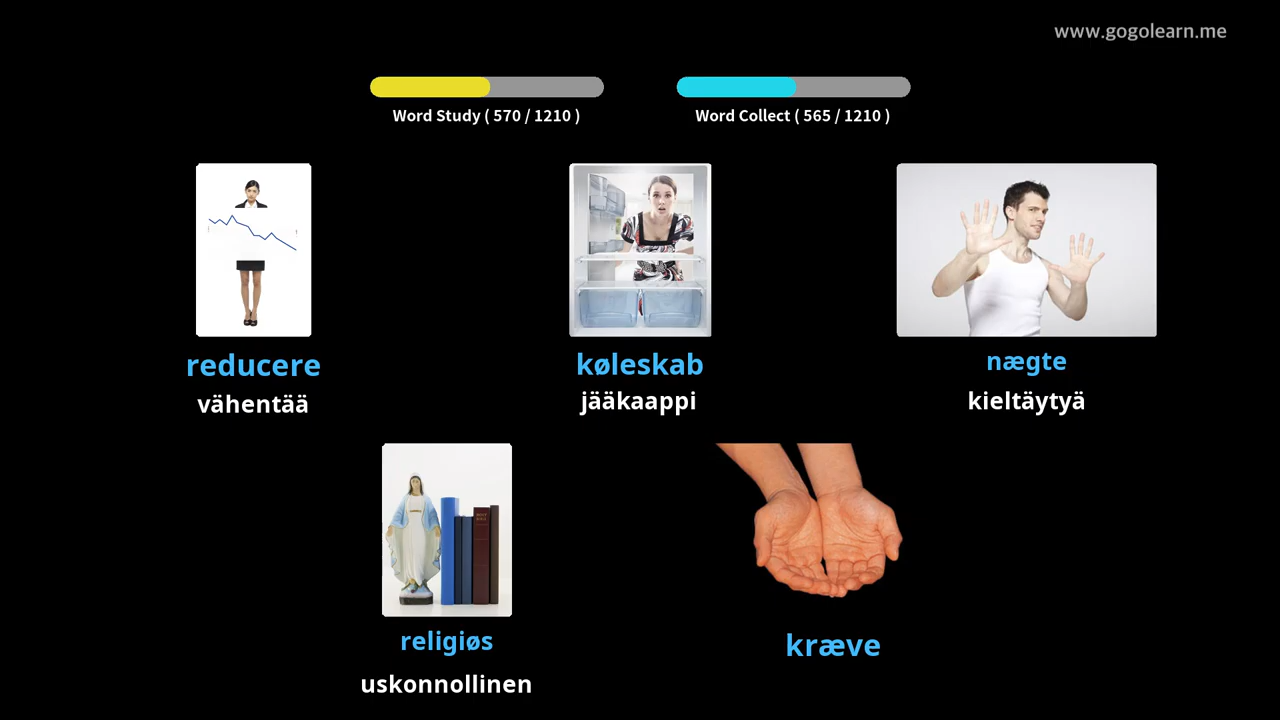 www.gogolearn.me
Word Study ( 570 / 1210 )
Word Collect ( 565 / 1210 )
reducere
vähentää
køleskab
jääkaappi
nægte
kieltäytyä
religiøs
uskonnollinen
kræve